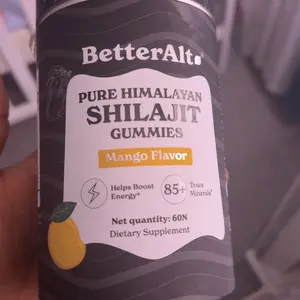 BetterAlt
PURE HIMALAYAN
SHILAJIT
GUMMIES
Mango Flavor
Helps Boost
Energy*
85+
Trace
Minerals*
Net quantity: 60N
Dietary Supplement